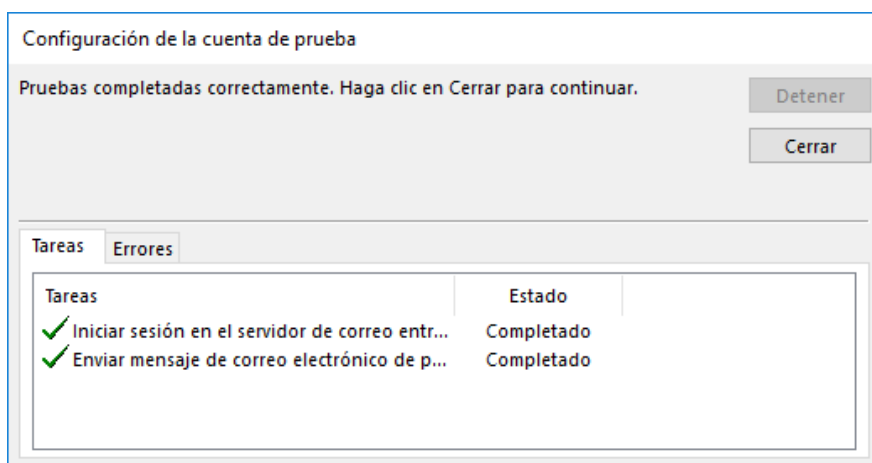 Configuración de la cuenta de prueba
Pruebas completadas correctamente. Haga clic en Cerrar para continuar.
Detener
Cerrar
Tareas Errores
Tareas Estado
Iniciar sesión en el servidor de correo entr... Completado
Enviar mensaje de correo electrónico de p... Completado